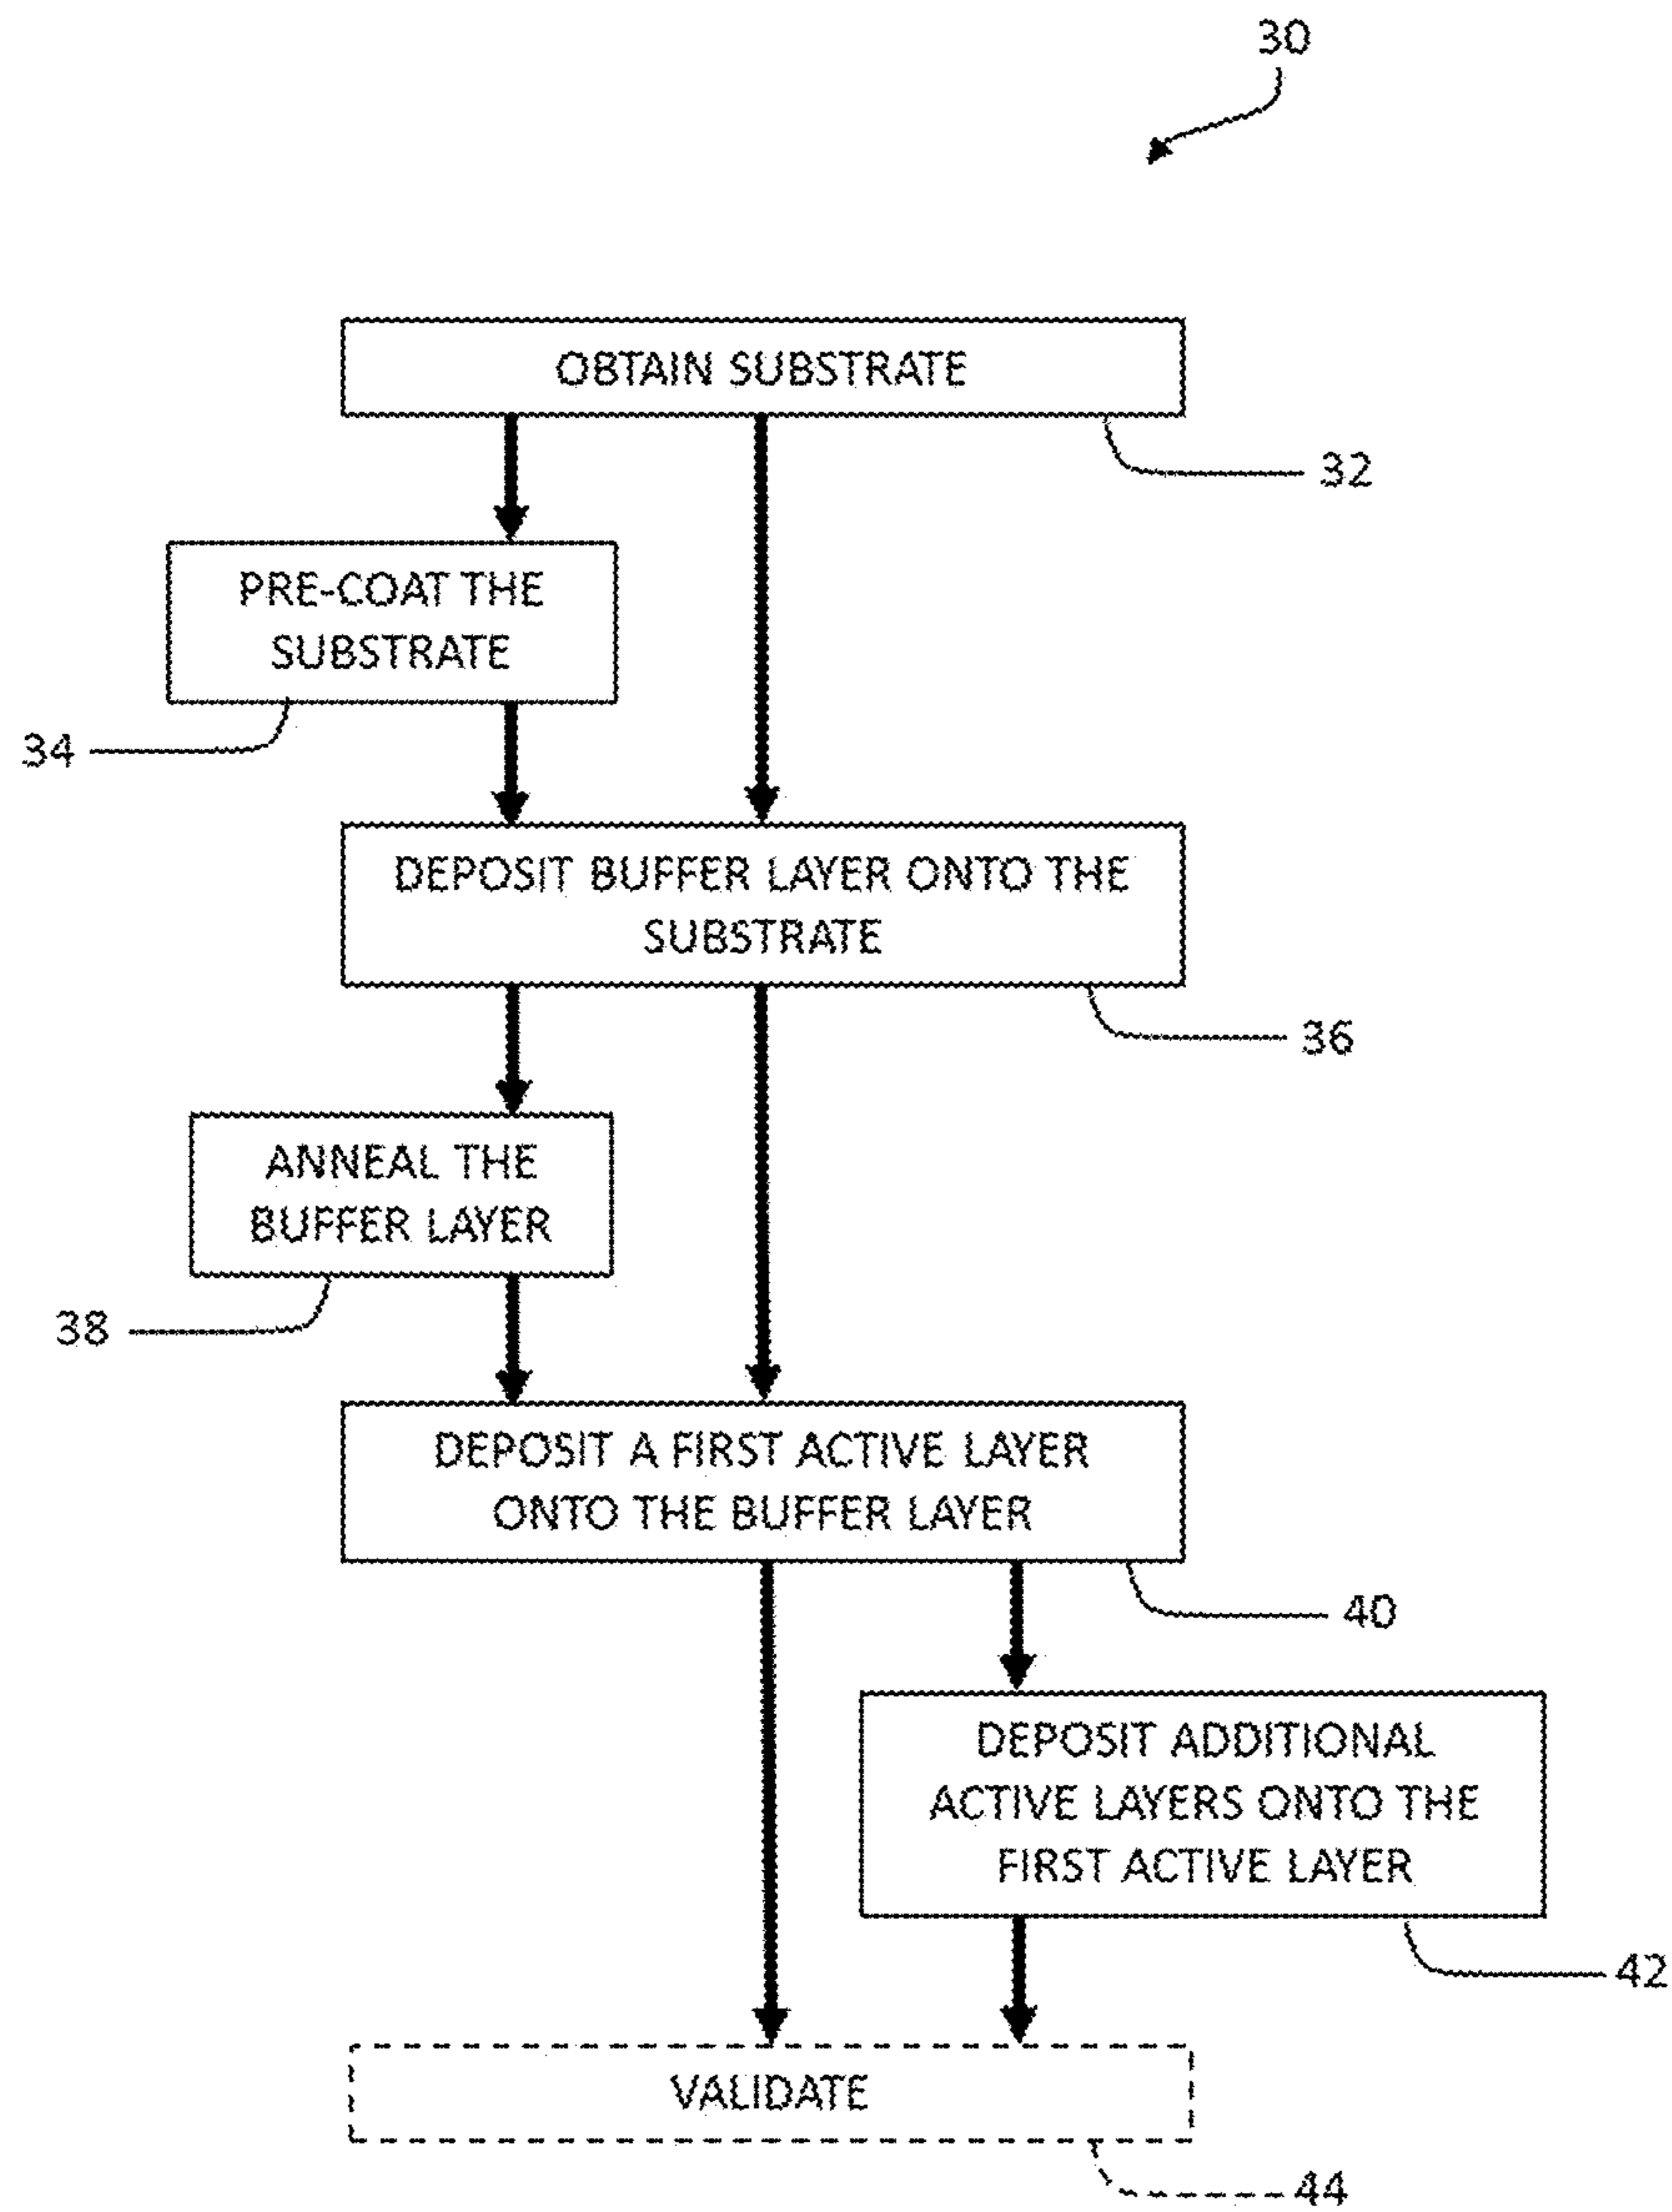 30
OBTAIN SUBSTRATE
32
PRE-COAT THE
SUBSTRATE
34
DEPOSIT BUFFER LAYER ONTO THE
SUBSTRATE
36
ANNEAL THE
BUFFER LAYER
38
DEPOSIT A FIRST ACTIVE LAYER
ONTO THE BUFFER LAYER
40
DEPOSIT ADDITIONAL
ACTIVE LAYERS ONTO THE
FIRST ACTIVE LAYER
42
VALIDATE
44